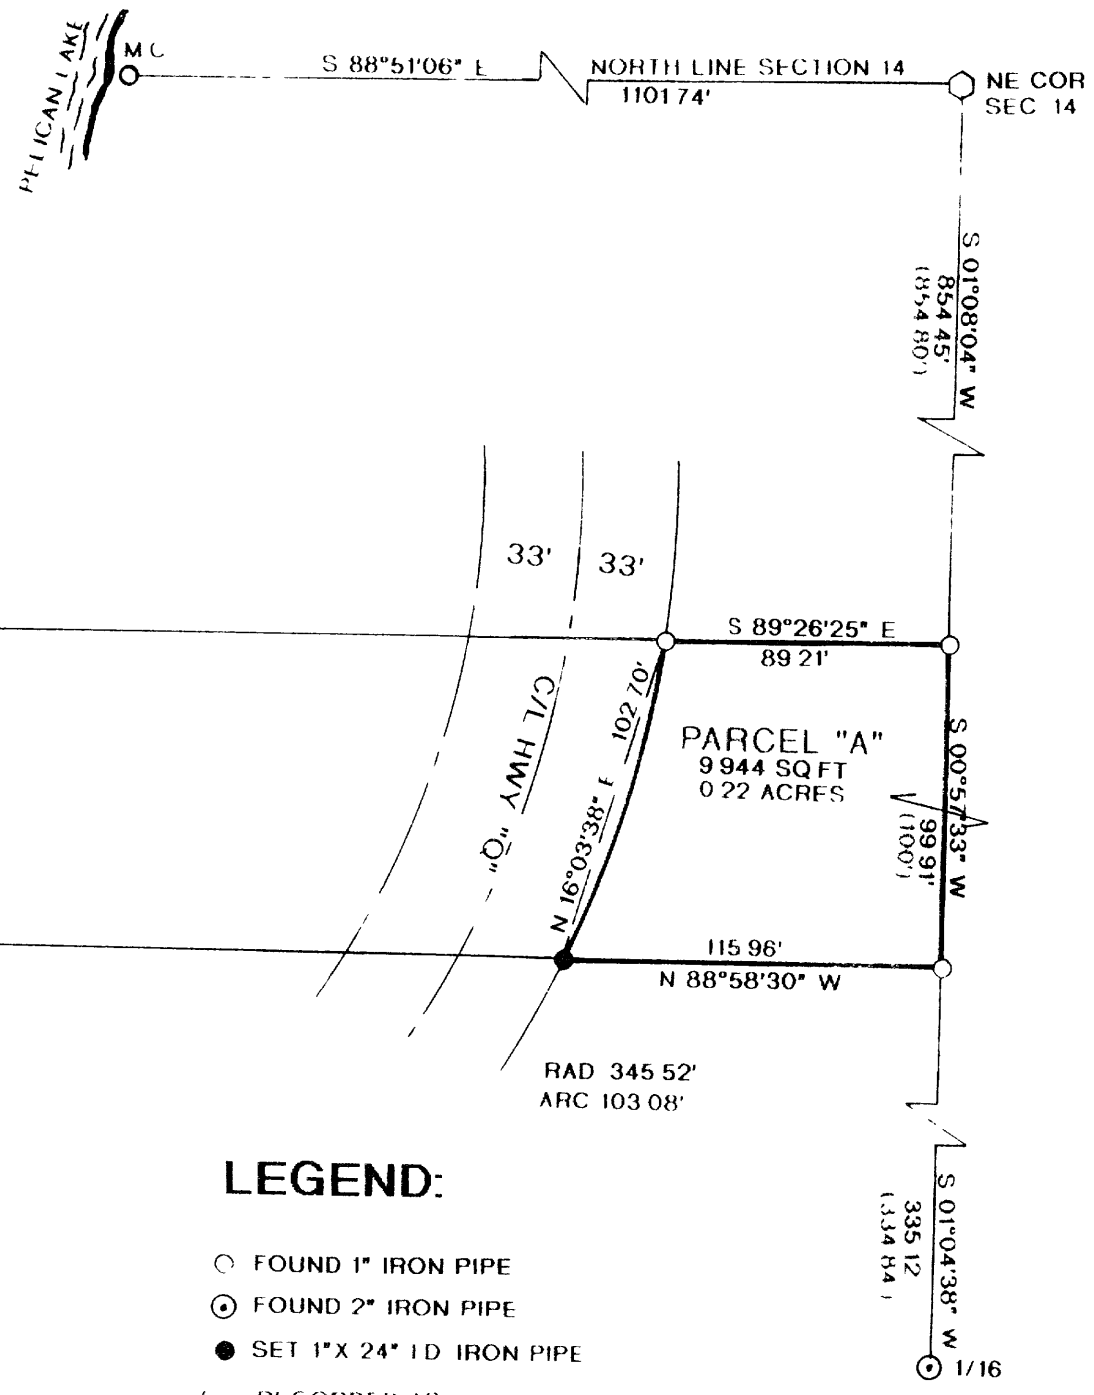 PELICAN LAKE
M C
S 88°51'06" E
NORTH LINE SECTION 14
1101 74'
NE COR
SEC 14
S 01°08'04" W
854 45'
(854 80')
33'
33'
S 89°26'25" E
89 21'
C/L HWY "Q"
N 16°03'38" E 102 70'
PARCEL "A"
9 944 SQ FT
0 22 ACRES
S 00°57'33" W
99 91'
(100')
115 96'
N 88°58'30" W
RAD 345 52'
ARC 103 08'
LEGEND:
FOUND 1" IRON PIPE
FOUND 2" IRON PIPE
SET 1" X 24" I D IRON PIPE
S 01°04'38" W
335 12
(334 84)
1/16